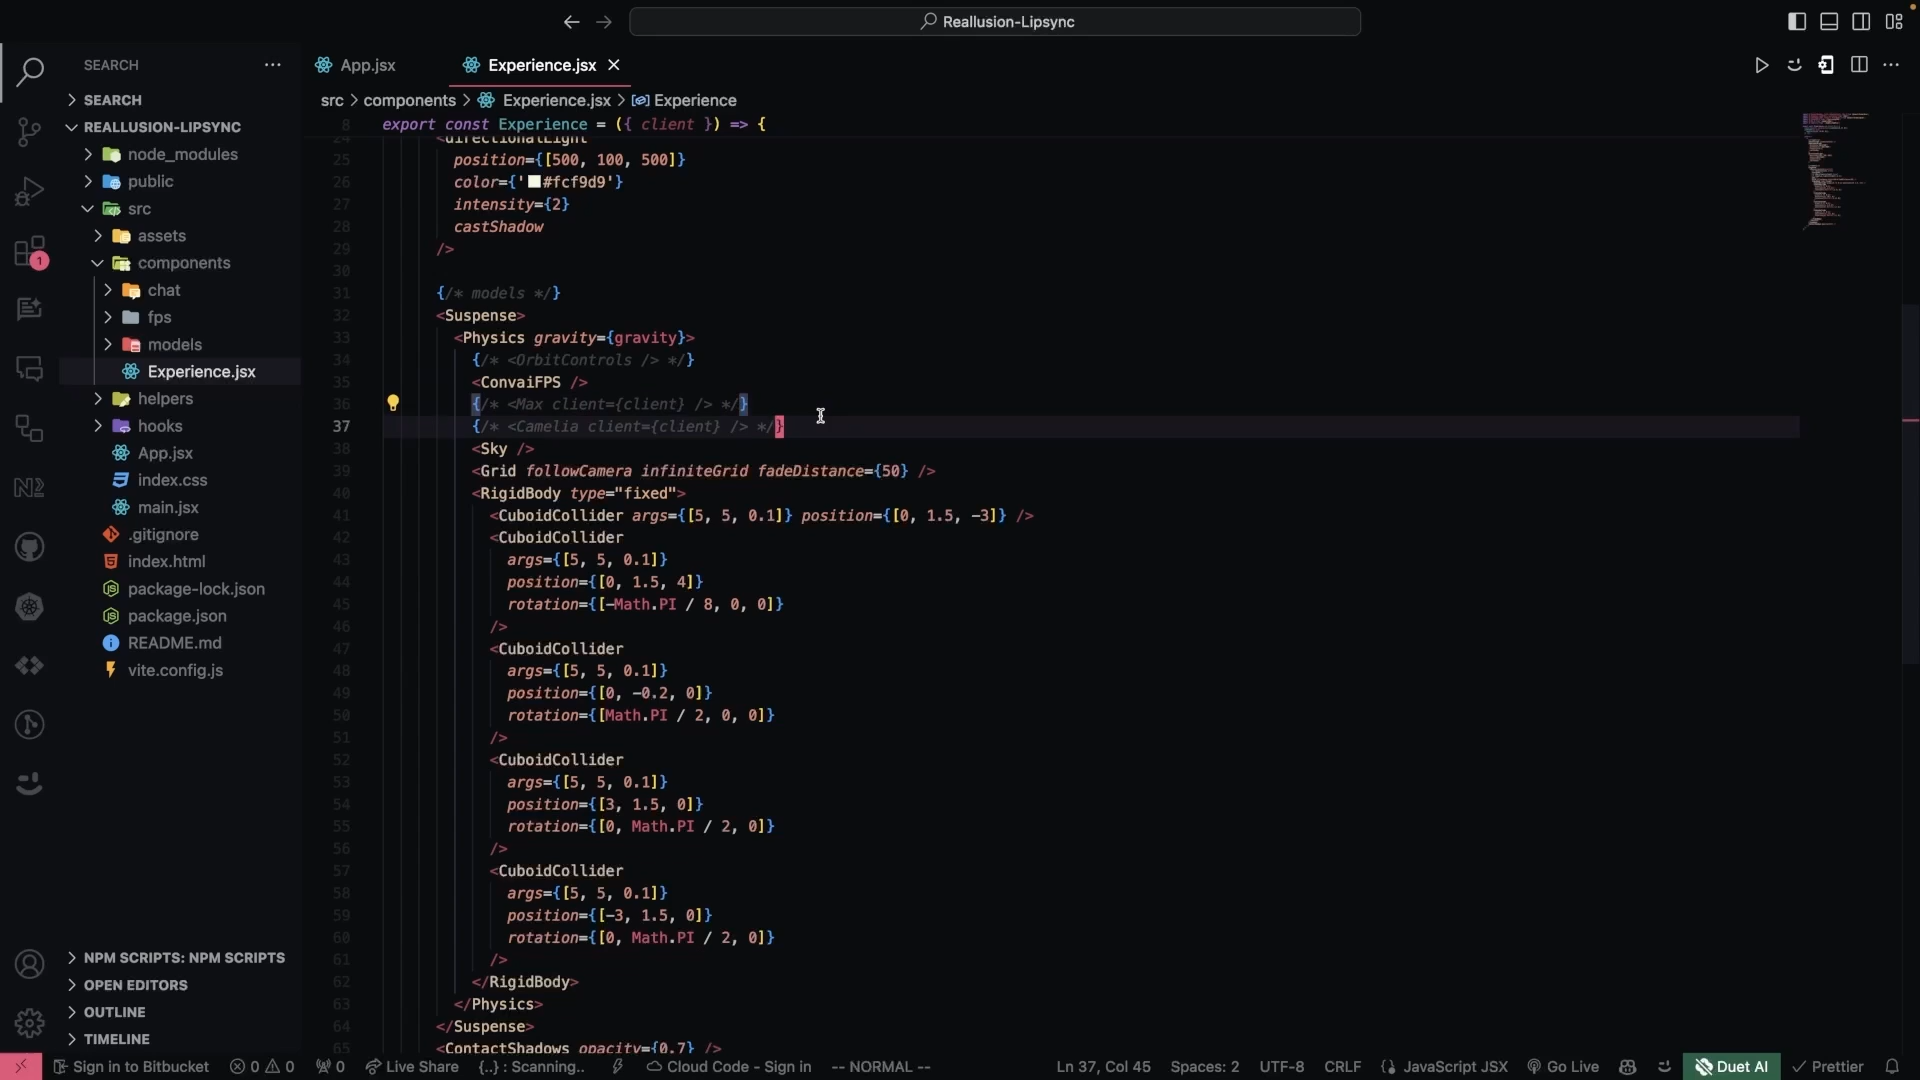 Reallusion-Lipsync
SEARCH
SEARCH
REALLUSION-LIPSYNC
node_modules
public
src
assets
components
chat
fps
models
Experience.jsx
helpers
hooks
App.jsx
index.css
main.jsx
.gitignore
index.html
package-lock.json
package.json
README.md
vite.config.js
NPM SCRIPTS: NPM SCRIPTS
OPEN EDITORS
OUTLINE
TIMELINE
1
App.jsx
Experience.jsx
src > components > Experience.jsx > Experience
8 export const Experience = ({ client }) => {
24 <directionalLight
25 position={[500, 100, 500]}
26 color={'#fcf9d9'}
27 intensity={2}
28 castShadow
29 />
30
31 {/* models */}
32 <Suspense>
33 <Physics gravity={gravity}>
34 {/* <OrbitControls /> */}
35 <ConvaiFPS />
36 {/* <Max client={client} /> */}
37 {/* <Camelia client={client} /> */}
38 <Sky />
39 <Grid followCamera infiniteGrid fadeDistance={50} />
40 <RigidBody type="fixed">
41 <CuboidCollider args={[5, 5, 0.1]} position={[0, 1.5, -3]} />
42 <CuboidCollider
43 args={[5, 5, 0.1]}
44 position={[0, 1.5, 4]}
45 rotation={[-Math.PI / 8, 0, 0]}
46 />
47 <CuboidCollider
48 args={[5, 5, 0.1]}
49 position={[0, -0.2, 0]}
50 rotation={[Math.PI / 2, 0, 0]}
51 />
52 <CuboidCollider
53 args={[5, 5, 0.1]}
54 position={[3, 1.5, 0]}
55 rotation={[0, Math.PI / 2, 0]}
56 />
57 <CuboidCollider
58 args={[5, 5, 0.1]}
59 position={[-3, 1.5, 0]}
60 rotation={[0, Math.PI / 2, 0]}
61 />
62 </RigidBody>
63 </Physics>
64 </Suspense>
65 <ContactShadows opacity={0.7} />
Sign in to Bitbucket 0 0 0 Live Share {..} : Scanning.. Cloud Code - Sign in -- NORMAL -- Ln 37, Col 45 Spaces: 2 UTF-8 CRLF JavaScript JSX Go Live Duet AI Prettier